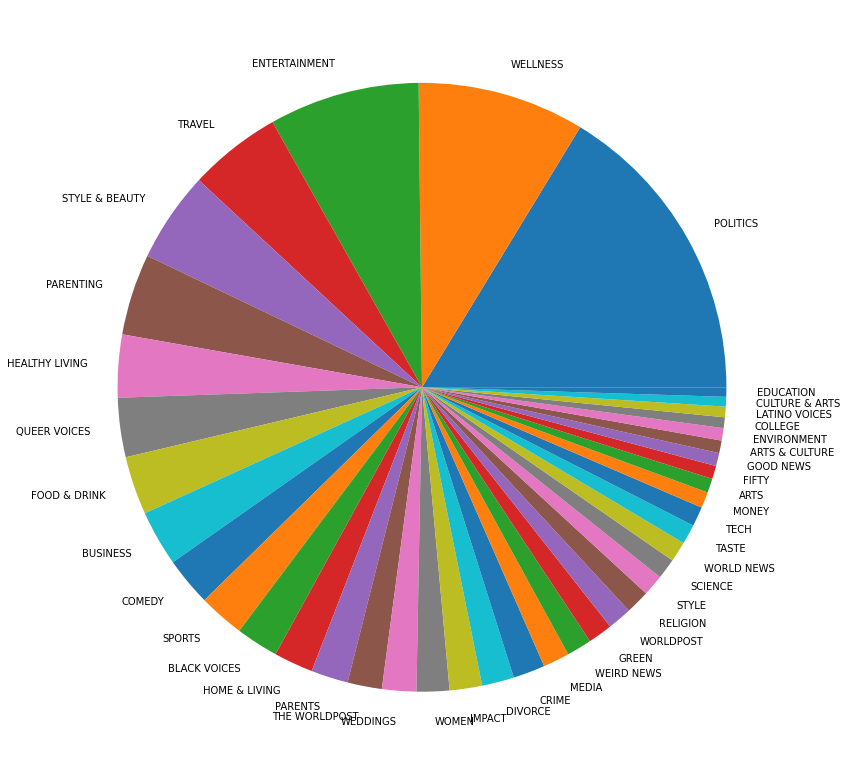 ENTERTAINMENT
WELLNESS
TRAVEL
STYLE & BEAUTY
POLITICS
PARENTING
HEALTHY LIVING
QUEER VOICES
FOOD & DRINK
BUSINESS
COMEDY
SPORTS
BLACK VOICES
HOME & LIVING
PARENTS
THE WORLDPOST
WEDDINGS
WOMEN
IMPACT
DIVORCE
CRIME
MEDIA
WEIRD NEWS
GREEN
WORLDPOST
RELIGION
STYLE
SCIENCE
WORLD NEWS
TASTE
TECH
MONEY
ARTS
FIFTY
GOOD NEWS
ARTS & CULTURE
ENVIRONMENT
COLLEGE
LATINO VOICES
CULTURE & ARTS
EDUCATION